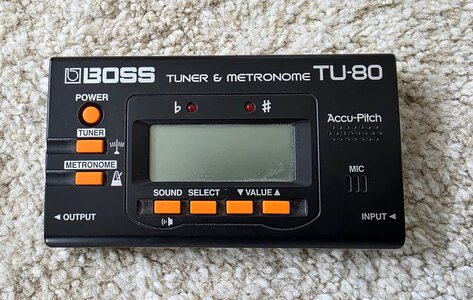 BOSS TUNER & METRONOME TU-80
POWER
♭ ♯
Accu-Pitch
TUNER
METRONOME
MIC
SOUND SELECT ▼ VALUE ▲
◄ OUTPUT
INPUT ◄